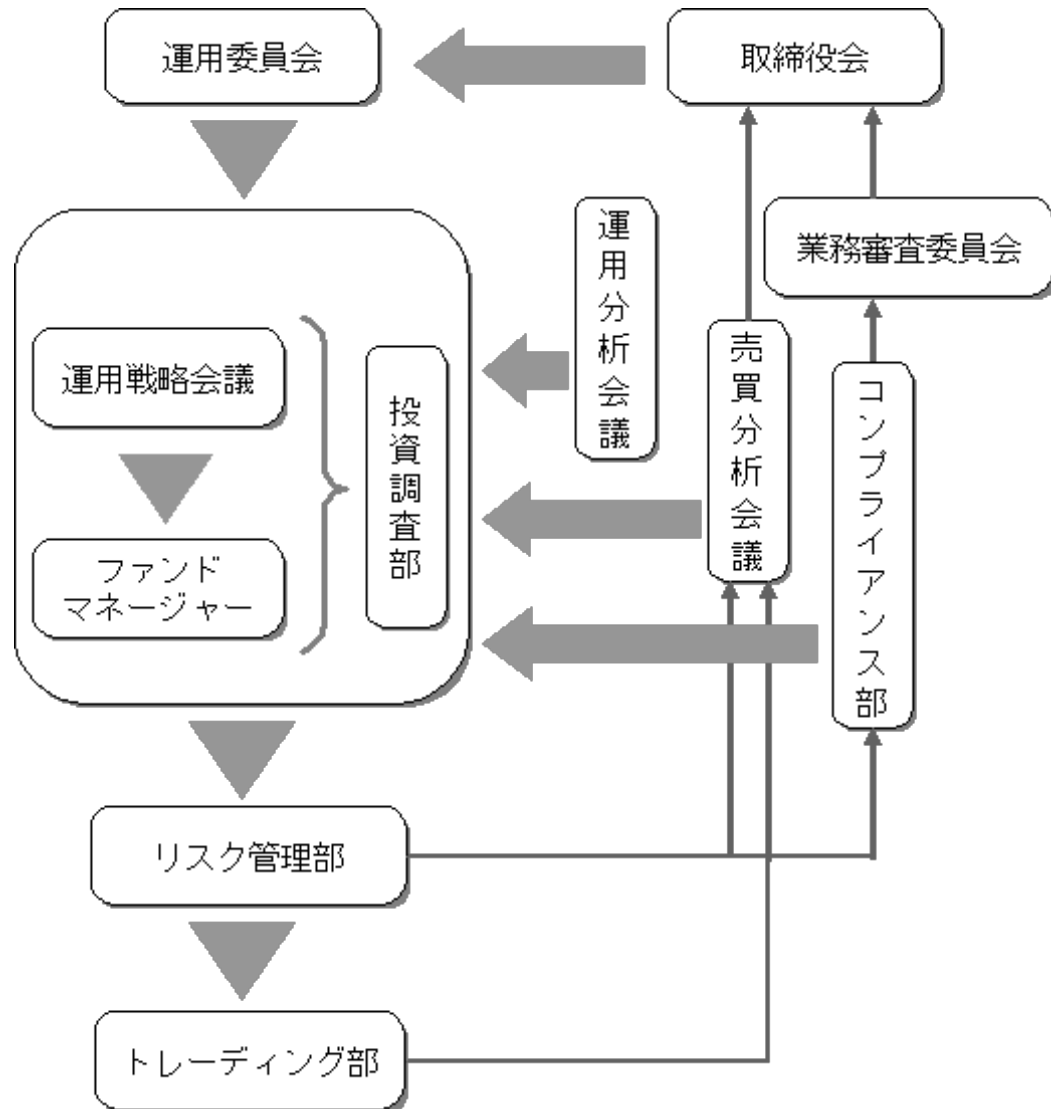 運用委員会
取締役会
運用分析会議
業務審査委員会
運用戦略会議
投資調査部
売買分析会議
コンプライアンス部
ファンド
マネージャー
リスク管理部
トレーディング部